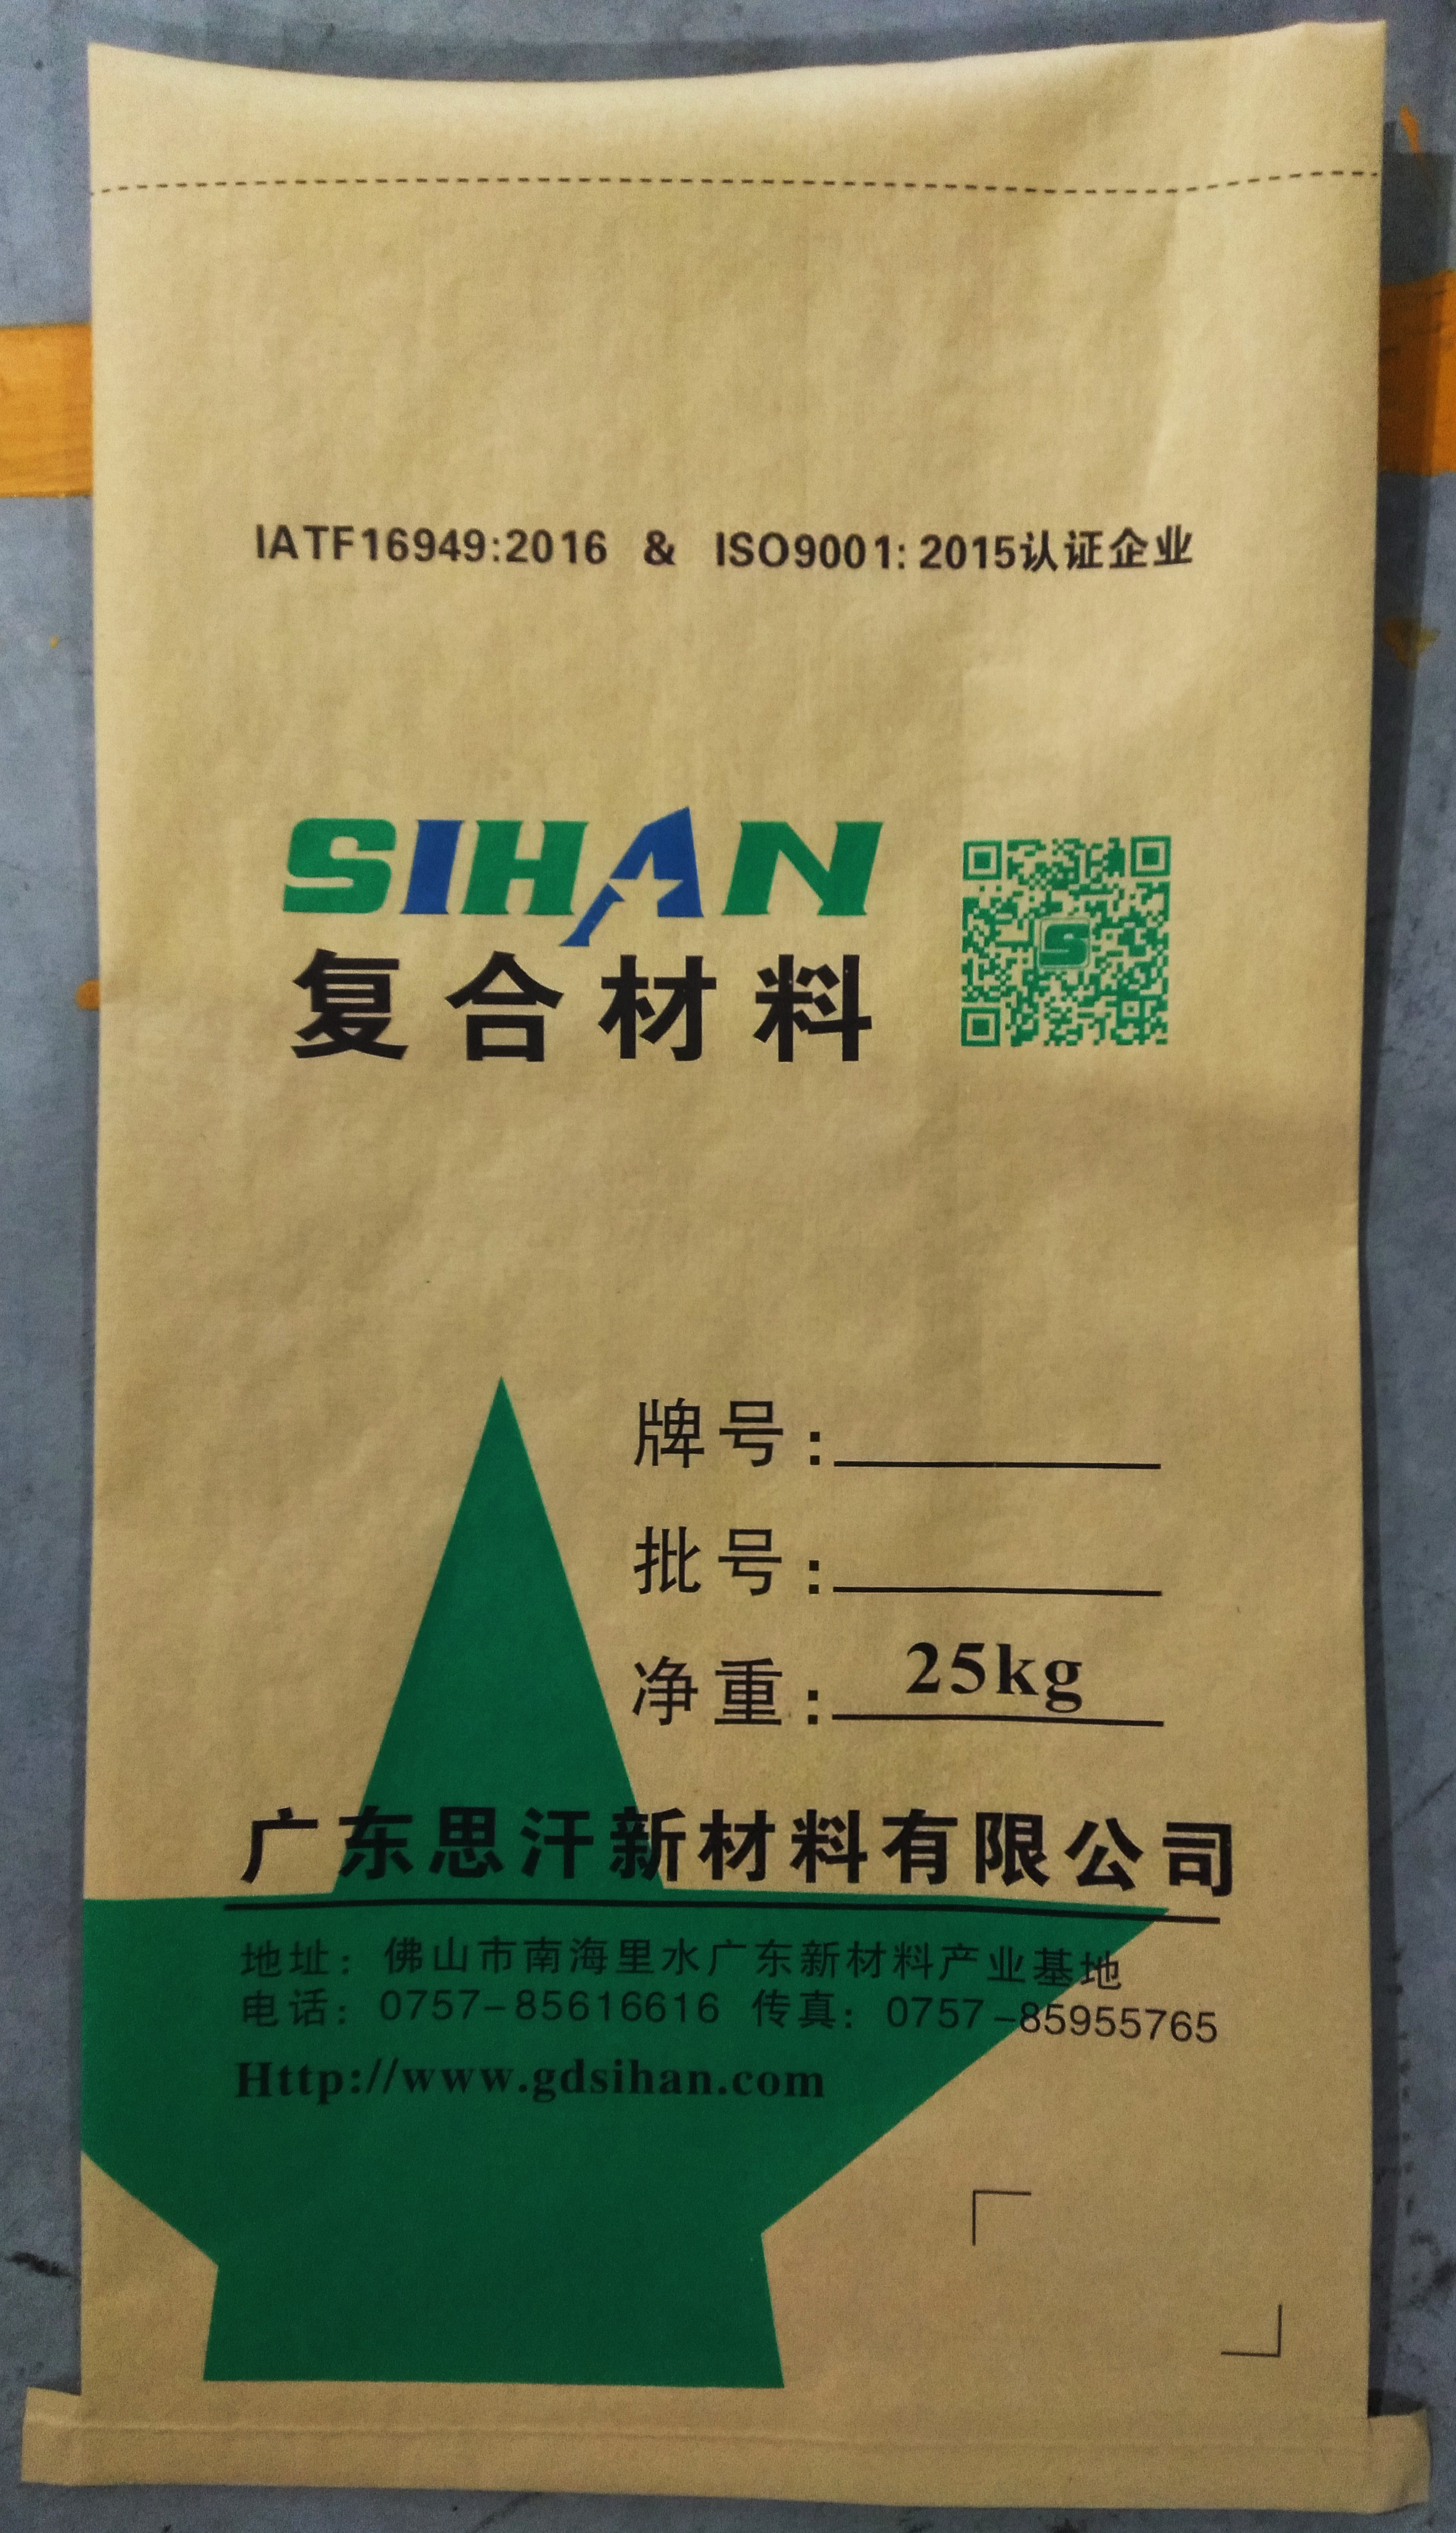 IATF16949:2016 & ISO9001: 2015认证企业
SIHAN
复合材料
牌号:
批号:
净重: 25kg
广东思汗新材料有限公司
地址: 佛山市南海里水广东新材料产业基地
电话: 0757-85616616 传真: 0757-85955765
Http://www.gdsihan.com